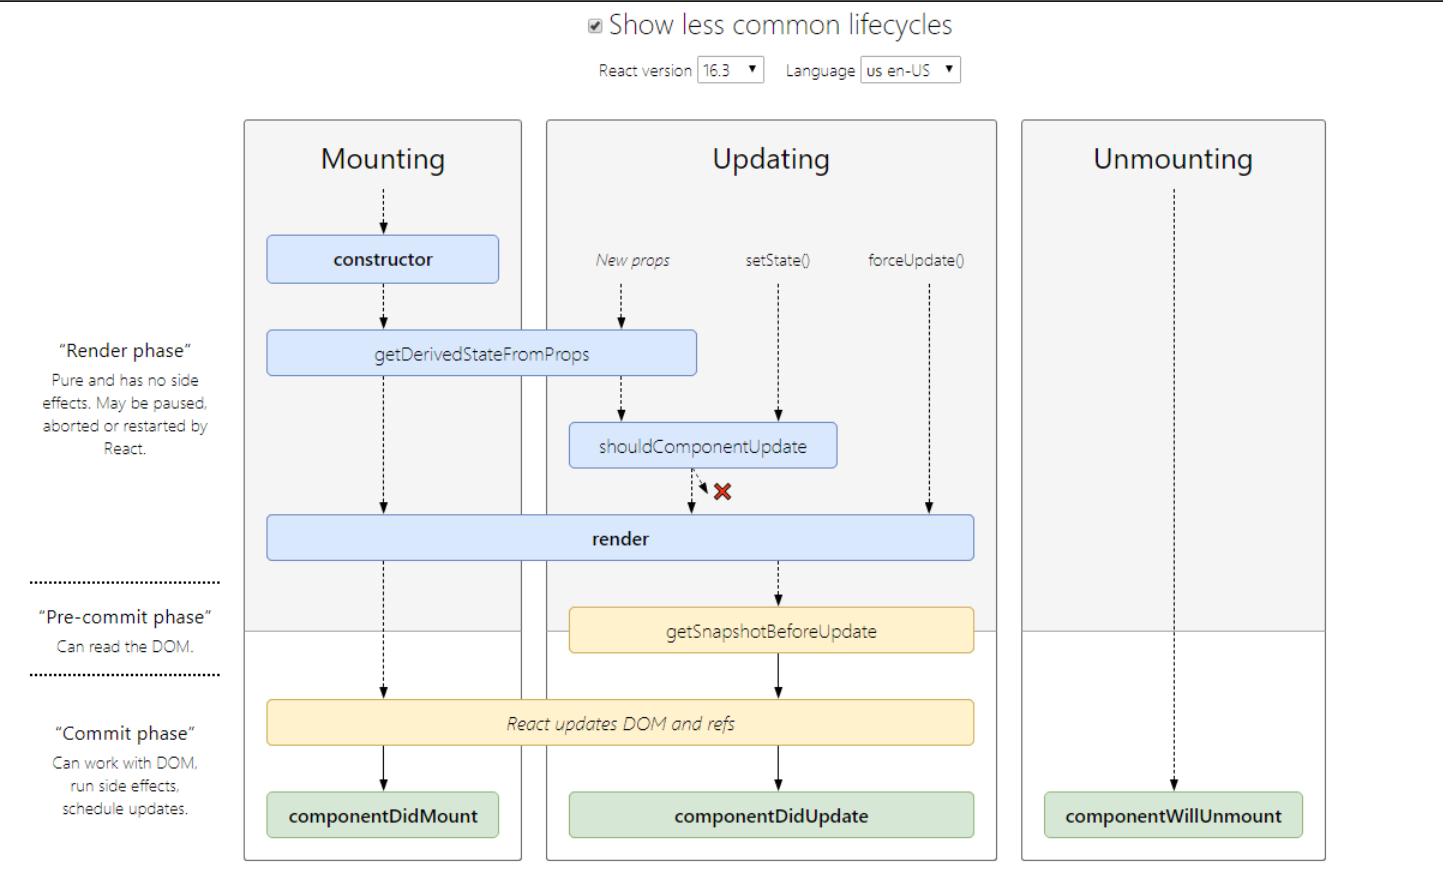 Show less common lifecycles
React version 16.3 Language us en-US
Mounting
Updating
Unmounting
constructor
New props
setState()
forceUpdate()
"Render phase"
Pure and has no side
effects. May be paused,
aborted or restarted by
React.
getDerivedStateFromProps
shouldComponentUpdate
render
"Pre-commit phase"
Can read the DOM.
getSnapshotBeforeUpdate
"Commit phase"
Can work with DOM,
run side effects,
schedule updates.
React updates DOM and refs
componentDidMount
componentDidUpdate
componentWillUnmount